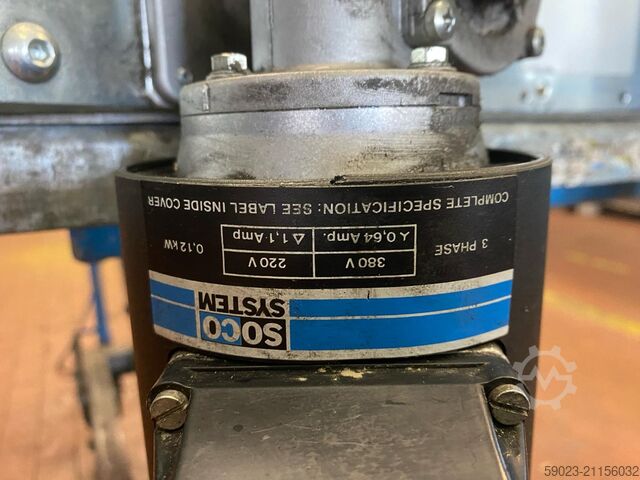 SOCO
SYSTEM
380 V 220 V
3 PHASE ⅄ 0,64 Amp. Δ 1,1 Amp 0,12 kW
COMPLETE SPECIFICATION: SEE LABEL INSIDE COVER
59023-21156032